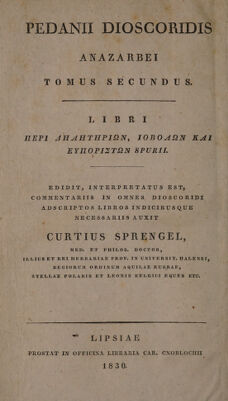 PEDANII DIOSCORIDIS
ANAZARBEI
TOMUS SECUNDUS.
LIBRI
ΠΕΡΙ ΔΗΛΗΤΗΡΙΩΝ, ΙΟΒΟΛΩΝ ΚΑΙ
ΕΥΠΟΡΙΣΤΩΝ SPURII.
EDIDIT, INTERPRETATUS EST,
COMMENTARIIS IN OMNES DIOSCORIDI
ADSCRIPTOS LIBROS INDICIBUSQUE
NECESSARIIS AUXIT
CURTIUS SPRENGEL,
MED. ET PHILOS. DOCTOR,
ILLIUS ET REI HERBARIAE PROF. IN UNIVERSIT. HALENSI,
REGIORUM ORDINUM AQUILAE RUBRAE,
STELLAE POLARIS ET LEONIS BELGICI EQUES ETC.
LIPSIAE
PROSTAT IN OFFICINA LIBRARIA CAR. CNOBLOCHII
1830.